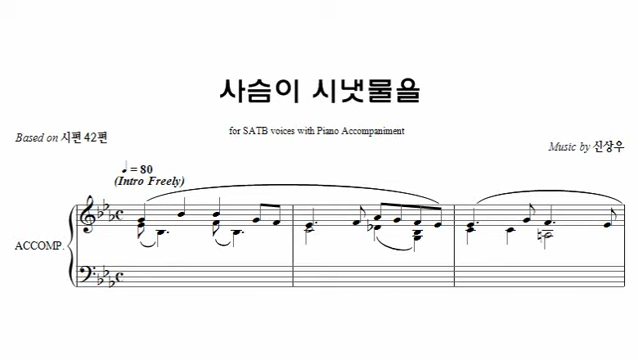 사슴이 시냇물을
for SATB voices with Piano Accompaniment
Based on 시편 42편
Music by 신상우
♩ = 80
(Intro Freely)
ACCOMP.